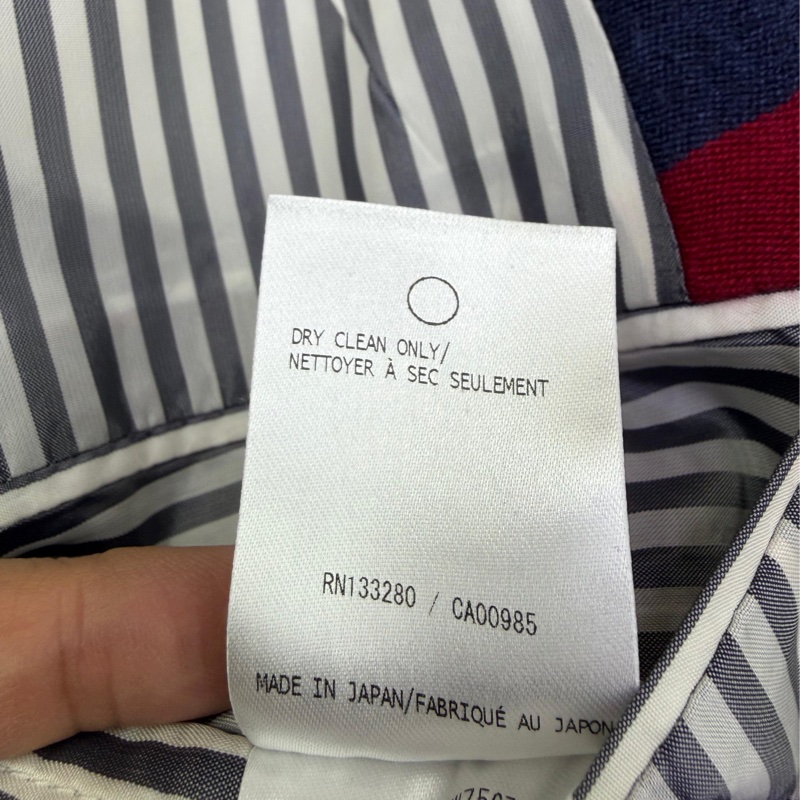 DRY CLEAN ONLY/
NETTOYER À SEC SEULEMENT
RN133280 / CA00985
MADE IN JAPAN/FABRIQUÉ AU JAPON